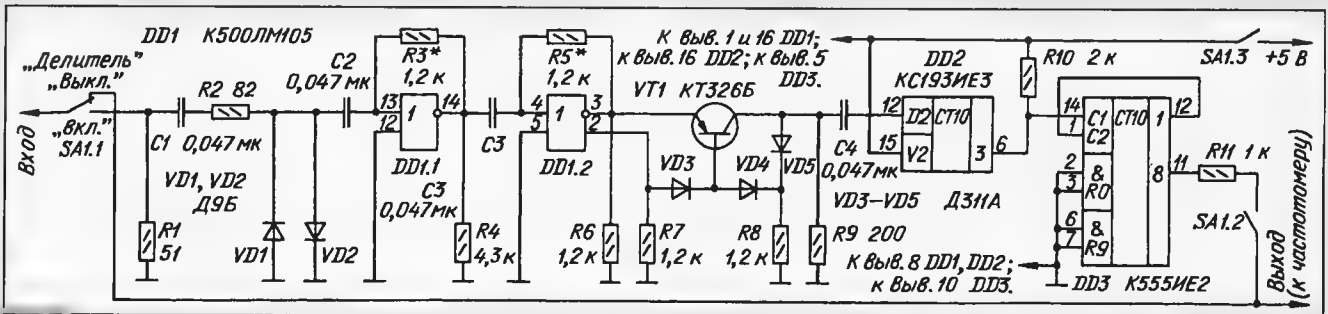 DD1 К500ЛМ105
„Делитель"
„Выкл."
„Вкл."
SA1.1
Вход
C1 0,047 мк
R2 82
C2
0,047 мк
VD1, VD2
Д9Б
R1
51
VD1
VD2
R3*
1,2 к
13
12
1
14
DD1.1
C3
0,047 мк
R4
4,3 к
C3
R5*
1,2 к
4
5
1
3
2
DD1.2
R6
1,2 к
R7
1,2 к
К выв. 1 и 16 DD1;
к выв. 16 DD2; к выв. 5
DD3.
VT1 КТ326Б
VD3
VD4
VD5
R8
1,2 к
C4
0,047 мк
VD3–VD5 Д311А
R9 200
DD2
КС193ИЕ3
12
15
D2
V2
СТ10
3
6
К выв. 8 DD1, DD2;
к выв. 10 DD3.
R10 2 к
SA1.3
+5 В
14
1
C1
C2
СТ10
1
12
2
3
&
R0
6
7
&
R9
8
11
DD3 К555ИЕ2
R11 1 к
SA1.2
Выход
(к частотомеру)